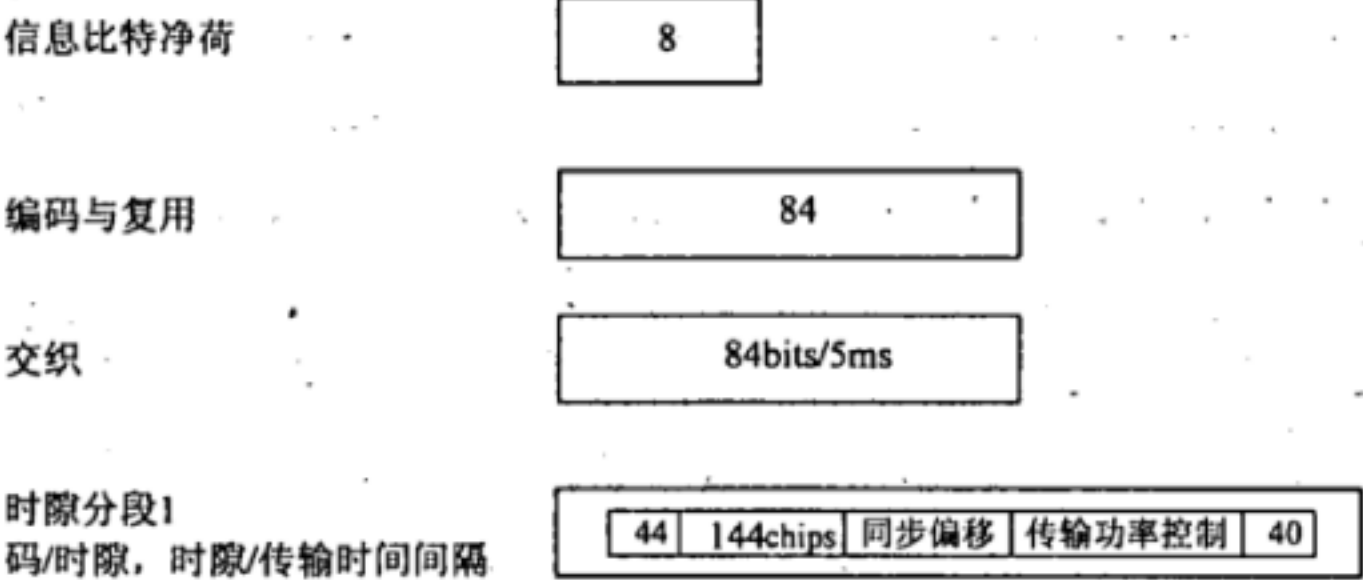 信息比特净荷 8
编码与复用 84
交织 84bits/5ms
时隙分段1
码/时隙，时隙/传输时间间隔 44 144chips 同步偏移 传输功率控制 40